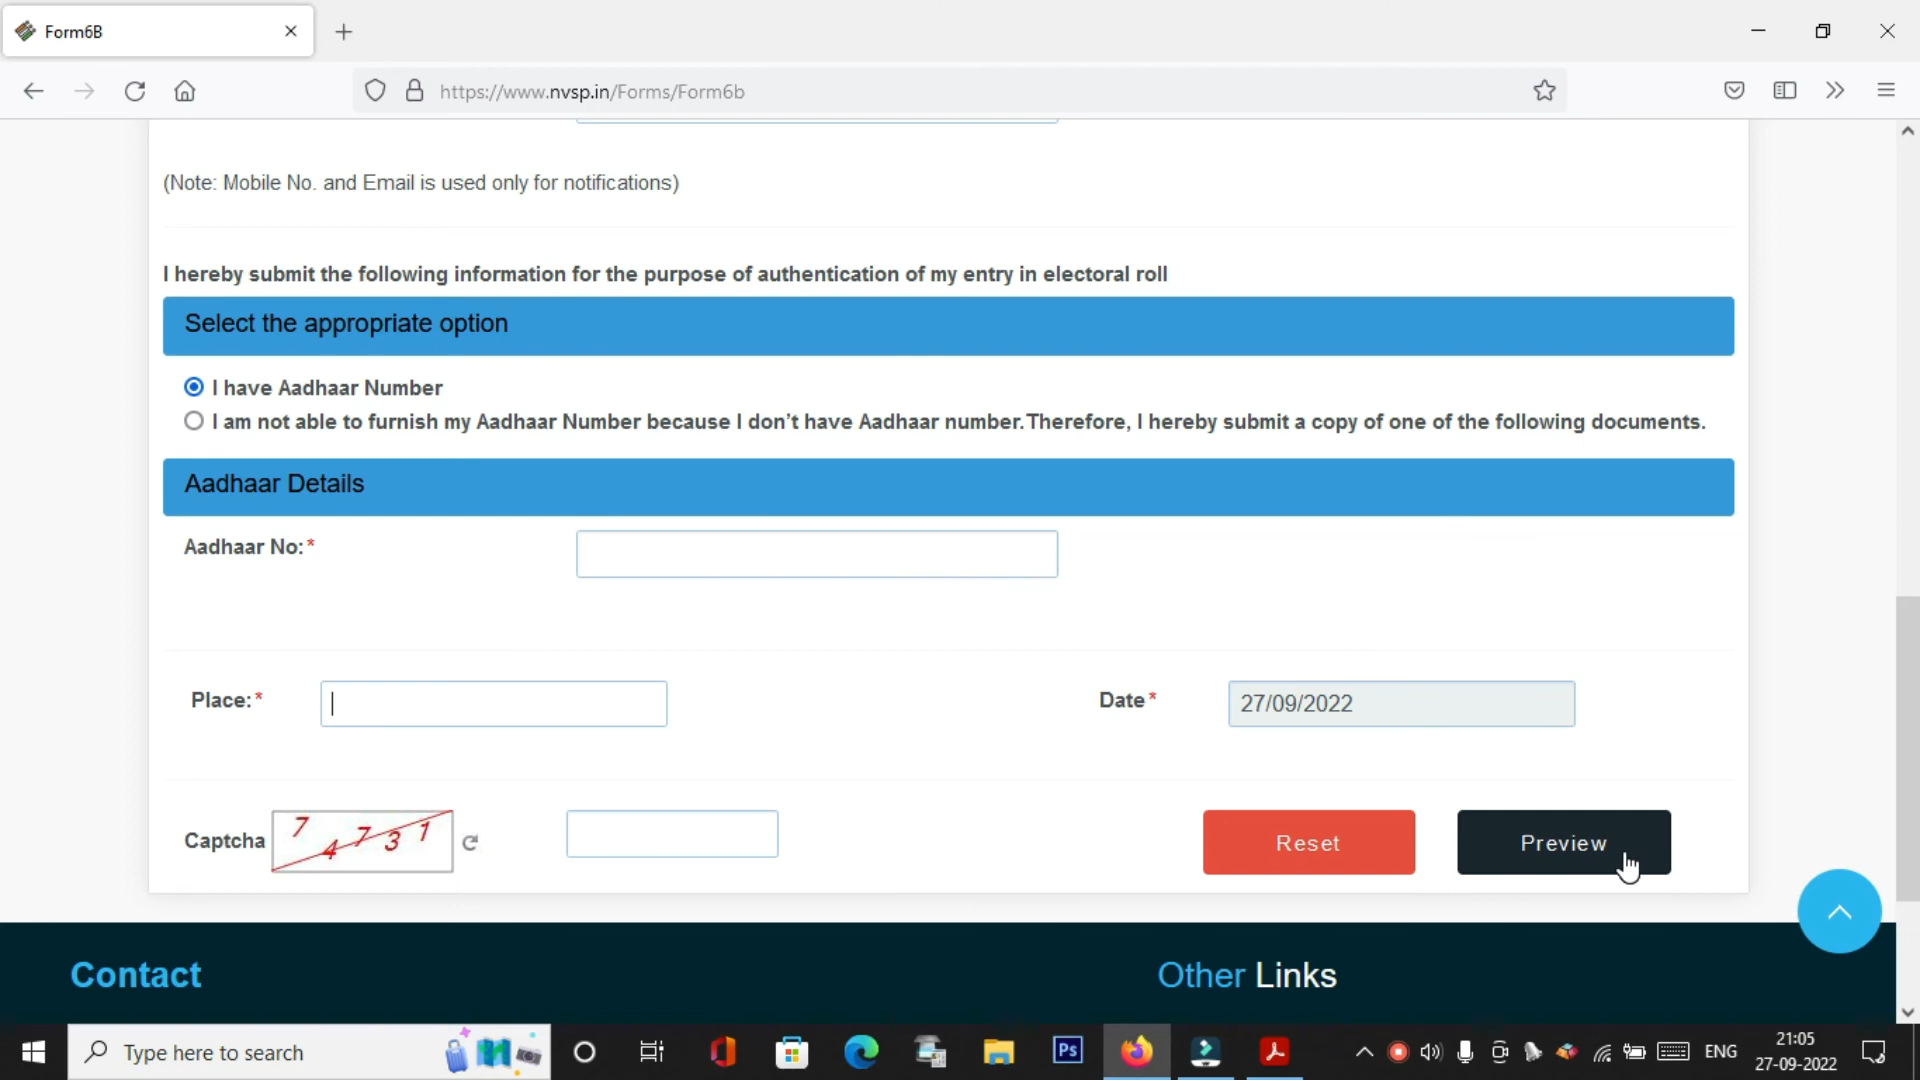 Form6B
https://www.nvsp.in/Forms/Form6b
(Note: Mobile No. and Email is used only for notifications)
I hereby submit the following information for the purpose of authentication of my entry in electoral roll
Select the appropriate option
I have Aadhaar Number
I am not able to furnish my Aadhaar Number because I don’t have Aadhaar number.Therefore, I hereby submit a copy of one of the following documents.
Aadhaar Details
Aadhaar No:*
Place:*
Date*
27/09/2022
Captcha
7 4 7 3 1
Reset
Preview
Contact
Other Links
Type here to search
Ps
ENG
21:05
27-09-2022